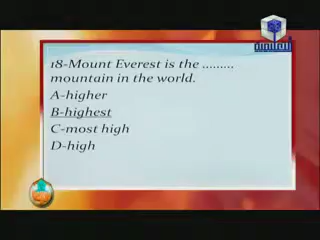 18-Mount Everest is the .........
mountain in the world.
A-higher
B-highest
C-most high
D-high